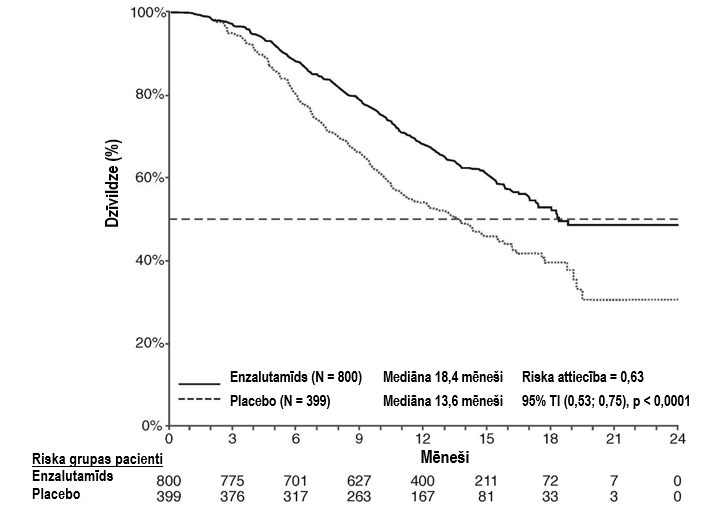 100%
80%
60%
40%
20%
0%
Dzīvildze (%)
Enzalutamīds (N = 800) Mediāna 18,4 mēneši Riska attiecība = 0,63
Placebo (N = 399) Mediāna 13,6 mēneši 95% TI (0,53; 0,75), p < 0,0001
0 3 6 9 12 15 18 21 24
Mēneši
Riska grupas pacienti
Enzalutamīds 800 775 701 627 400 211 72 7 0
Placebo 399 376 317 263 167 81 33 3 0